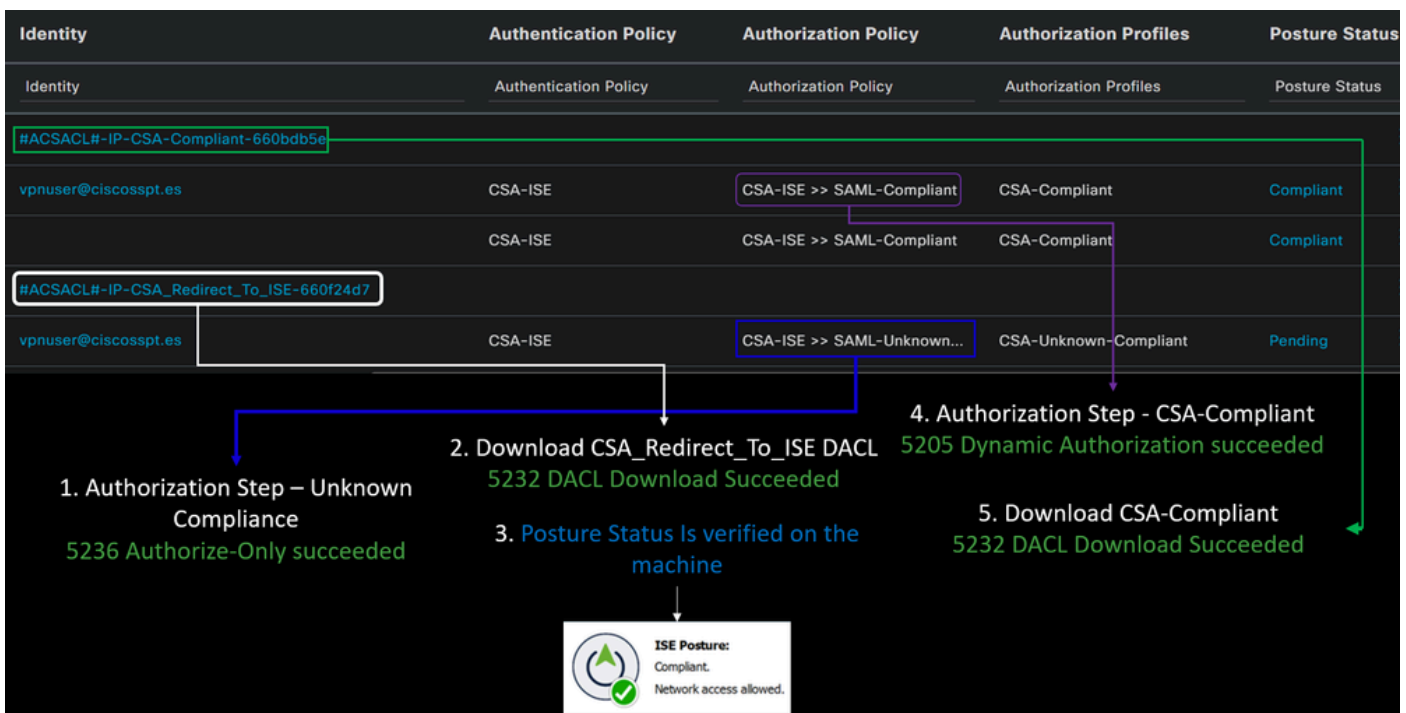 Identity Authentication Policy Authorization Policy Authorization Profiles Posture Status
Identity Authentication Policy Authorization Policy Authorization Profiles Posture Status
#ACSACL#-IP-CSA-Compliant-660bdb5e
vpnuser@ciscosspt.es CSA-ISE CSA-ISE >> SAML-Compliant CSA-Compliant Compliant
CSA-ISE CSA-ISE >> SAML-Compliant CSA-Compliant Compliant
#ACSACL#-IP-CSA_Redirect_To_ISE-660f24d7
vpnuser@ciscosspt.es CSA-ISE CSA-ISE >> SAML-Unknown... CSA-Unknown-Compliant Pending
1. Authorization Step – Unknown
Compliance
5236 Authorize-Only succeeded
2. Download CSA_Redirect_To_ISE DACL
5232 DACL Download Succeeded
3. Posture Status Is verified on the
machine
ISE Posture:
Compliant.
Network access allowed.
4. Authorization Step - CSA-Compliant
5205 Dynamic Authorization succeeded
5. Download CSA-Compliant
5232 DACL Download Succeeded